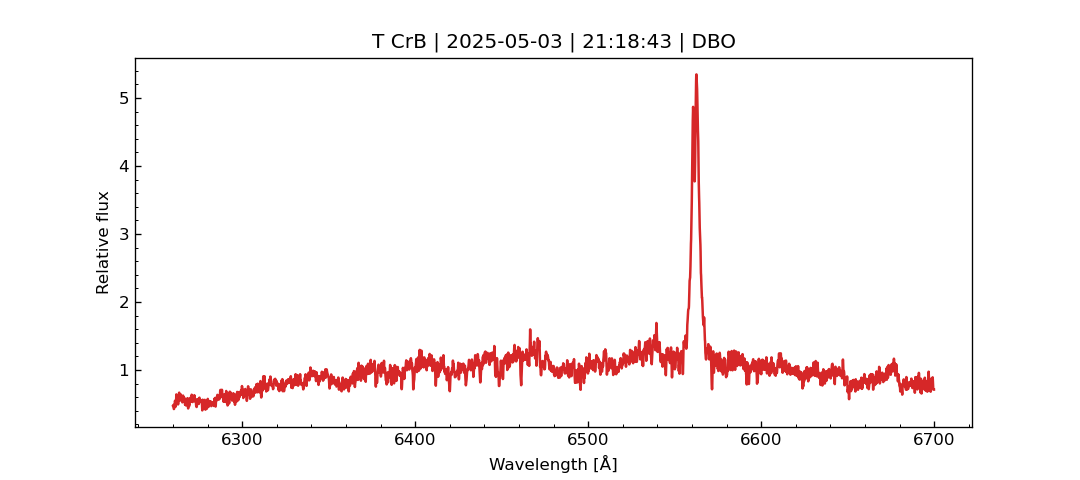 T CrB | 2025-05-03 | 21:18:43 | DBO
5
4
3
2
1
Relative flux
6300 6400 6500 6600 6700
Wavelength [Å]